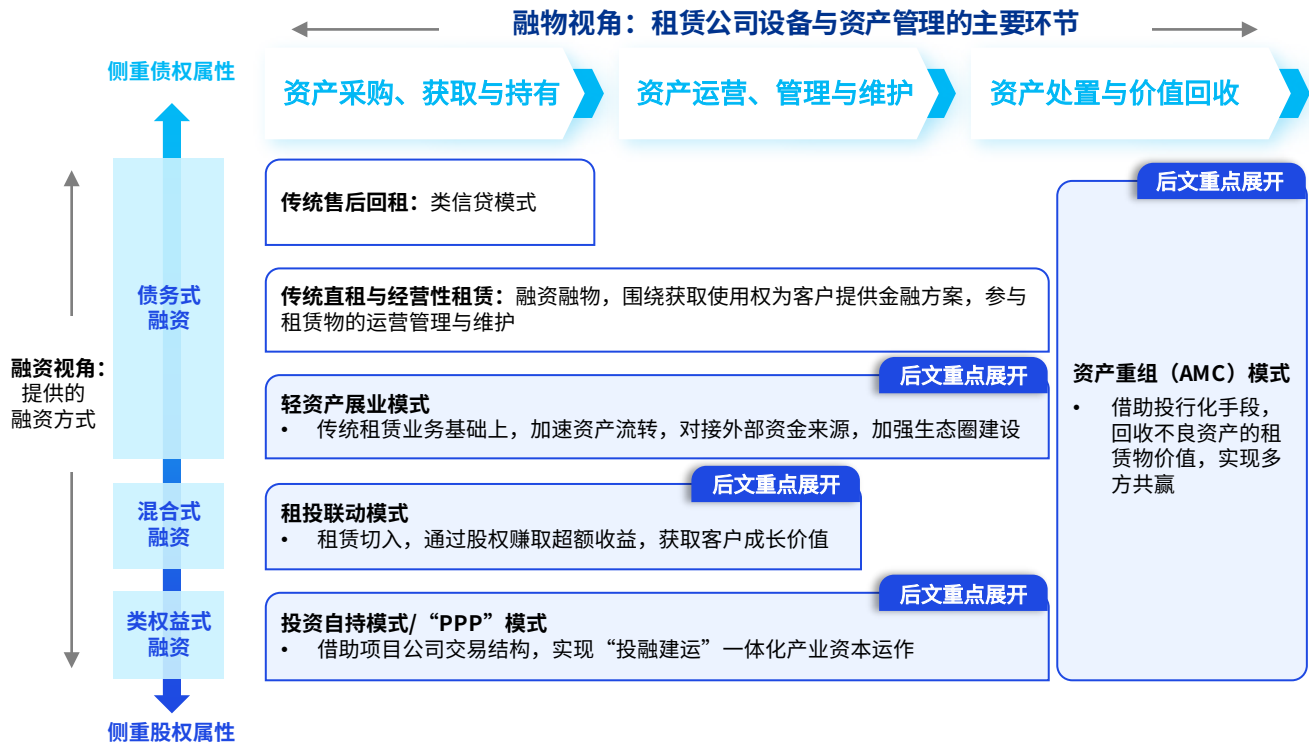 融物视角：租赁公司设备与资产管理的主要环节
侧重债权属性
资产采购、获取与持有
资产运营、管理与维护
资产处置与价值回收
融资视角：
提供的
融资方式
债务式
融资
混合式
融资
类权益式
融资
侧重股权属性
传统售后回租：类信贷模式
传统直租与经营性租赁：融资融物，围绕获取使用权为客户提供金融方案，参与
租赁物的运营管理与维护
后文重点展开
轻资产展业模式
• 传统租赁业务基础上，加速资产流转，对接外部资金来源，加强生态圈建设
后文重点展开
租投联动模式
• 租赁切入，通过股权赚取超额收益，获取客户成长价值
后文重点展开
投资自持模式/“PPP”模式
• 借助项目公司交易结构，实现“投融建运”一体化产业资本运作
后文重点展开
资产重组（AMC）模式
• 借助投行化手段，
回收不良资产的租
赁物价值，实现多
方共赢